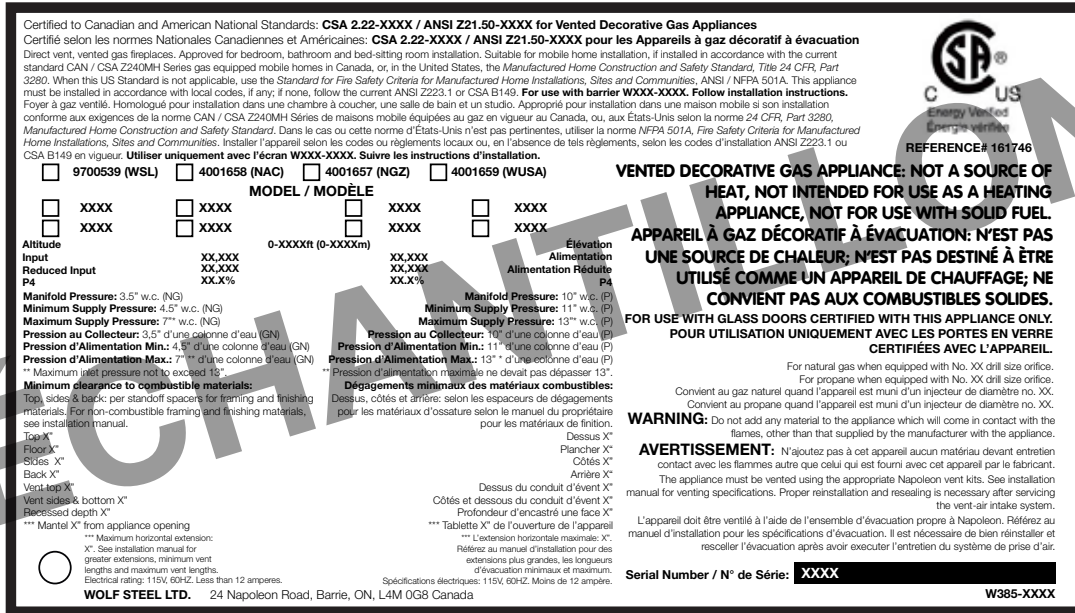 Certified to Canadian and American National Standards: CSA 2.22-XXXX / ANSI Z21.50-XXXX for Vented Decorative Gas Appliances
Certifié selon les normes Nationales Canadiennes et Américaines: CSA 2.22-XXXX / ANSI Z21.50-XXXX pour les Appareils à gaz décoratif à évacuation
Direct vent, vented gas fireplaces. Approved for bedroom, bathroom and bed-sitting room installation. Suitable for mobile home installation, if installed in accordance with the current
standard CAN / CSA Z240MH Series gas equipped mobile homes in Canada, or, in the United States, the Manufactured Home Construction and Safety Standard, Title 24 CFR, Part
3280. When this US Standard is not applicable, use the Standard for Fire Safety Criteria for Manufactured Home Installations, Sites and Communities, ANSI / NFPA 501A. This appliance
must be installed in accordance with local codes, if any; if none, follow the current ANSI Z223.1 or CSA B149. For use with barrier WXXX-XXXX. Follow installation instructions.
Foyer à gaz ventilé. Homologué pour installation dans une chambre à coucher, une salle de bain et un studio. Approprié pour installation dans une maison mobile si son installation
conforme aux exigences de la norme CAN / CSA Z240MH Séries de maisons mobile équipées au gaz en vigueur au Canada, ou, aux États-Unis selon la norme 24 CFR, Part 3280,
Manufactured Home Construction and Safety Standard. Dans le cas ou cette norme d'États-Unis n'est pas pertinentes, utiliser la norme NFPA 501A, Fire Safety Criteria for Manufactured
Home Installations, Sites and Communities. Installer l'appareil selon les codes ou règlements locaux ou, en l'absence de tels règlements, selon les codes d'installation ANSI Z223.1 ou
CSA B149 en vigueur. Utiliser uniquement avec l'écran WXXX-XXXX. Suivre les instructions d'installation.
CSA ®
C US
Energy Verified
Énergie vérifiée
REFERENCE# 161746
9700539 (WSL) 4001658 (NAC) 4001657 (NGZ) 4001659 (WUSA)
MODEL / MODÈLE
XXXX XXXX XXXX XXXX
XXXX XXXX XXXX XXXX
Altitude 0-XXXXft (0-XXXXm) Élévation
Input XX,XXX XX,XXX Alimentation
Reduced Input XX,XXX XX,XXX Alimentation Réduite
P4 XX.X% XX.X% P4
Manifold Pressure: 3.5" w.c. (NG) Manifold Pressure: 10" w.c. (P)
Minimum Supply Pressure: 4.5" w.c. (NG) Minimum Supply Pressure: 11" w.c. (P)
Maximum Supply Pressure: 7"* w.c. (NG) Maximum Supply Pressure: 13"* w.c. (P)
Pression au Collecteur: 3,5" d'une colonne d'eau (GN) Pression au Collecteur: 10" d'une colonne d'eau (P)
Pression d'Alimentation Min.: 4,5" d'une colonne d'eau (GN) Pression d'Alimentation Min.: 11" d'une colonne d'eau (P)
Pression d'Alimentation Max.: 7" ** d'une colonne d'eau (GN) Pression d'Alimentation Max.: 13" * d'une colonne d'eau (P)
** Maximum inlet pressure not to exceed 13". ** Pression d'alimentation maximale ne devait pas dépasser 13".
Minimum clearance to combustible materials: Dégagements minimaux des matériaux combustibles:
Top, sides & back: per standoff spacers for framing and finishing Dessus, côtés et arrière: selon les espaceurs de dégagements
materials. For non-combustible framing and finishing materials, pour les matériaux d'ossature selon le manuel du propriétaire
see installation manual. pour les matériaux de finition.
Top X" Dessus X"
Floor X" Plancher X"
Sides X" Côtés X"
Back X" Arrière X"
Vent top X" Dessus du conduit d'évent X"
Vent sides & bottom X" Côtés et dessous du conduit d'évent X"
Recessed depth X" Profondeur d'encastré une face X"
*** Mantel X" from appliance opening *** Tablette X" de l'ouverture de l'appareil
*** Maximum horizontal extension: *** L'extension horizontale maximale: X".
X". See installation manual for Référez au manuel d'installation pour des
greater extensions, minimum vent extensions plus grandes, les longueurs
lengths and maximum vent lengths. d'évacuation minimaux et maximum.
Electrical rating: 115V, 60HZ. Less than 12 amperes. Spécifications électriques: 115V, 60HZ. Moins de 12 ampère.
WOLF STEEL LTD. 24 Napoleon Road, Barrie, ON, L4M 0G8 Canada
VENTED DECORATIVE GAS APPLIANCE: NOT A SOURCE OF
HEAT, NOT INTENDED FOR USE AS A HEATING
APPLIANCE, NOT FOR USE WITH SOLID FUEL.
APPAREIL À GAZ DÉCORATIF À ÉVACUATION: N'EST PAS
UNE SOURCE DE CHALEUR; N'EST PAS DESTINÉ À ÈTRE
UTILISÉ COMME UN APPAREIL DE CHAUFFAGE; NE
CONVIENT PAS AUX COMBUSTIBLES SOLIDES.
FOR USE WITH GLASS DOORS CERTIFIED WITH THIS APPLIANCE ONLY.
POUR UTILISATION UNIQUEMENT AVEC LES PORTES EN VERRE
CERTIFIÉES AVEC L'APPAREIL.
For natural gas when equipped with No. XX drill size orifice.
For propane when equipped with No. XX drill size orifice.
Convient au gaz naturel quand l'appareil est muni d'un injecteur de diamètre no. XX.
Convient au propane quand l'appareil est muni d'un injecteur de diamètre no. XX.
WARNING: Do not add any material to the appliance which will come in contact with the
flames, other than that supplied by the manufacturer with the appliance.
AVERTISSEMENT: N'ajoutez pas à cet appareil aucun matériau devant entretien
contact avec les flammes autre que celui qui est fourni avec cet appareil par le fabricant.
The appliance must be vented using the appropriate Napoleon vent kits. See installation
manual for venting specifications. Proper reinstallation and resealing is necessary after servicing
the vent-air intake system.
L'appareil doit être ventilé à l'aide de l'ensemble d'évacuation propre à Napoleon. Référez au
manuel d'installation pour les spécifications d'évacuation. Il est nécessaire de bien réinstaller et
resceller l'évacuation après avoir executer l'entretien du système de prise d'air.
Serial Number / N° de Série: XXXX
W385-XXXX
ÉCHANTILLON